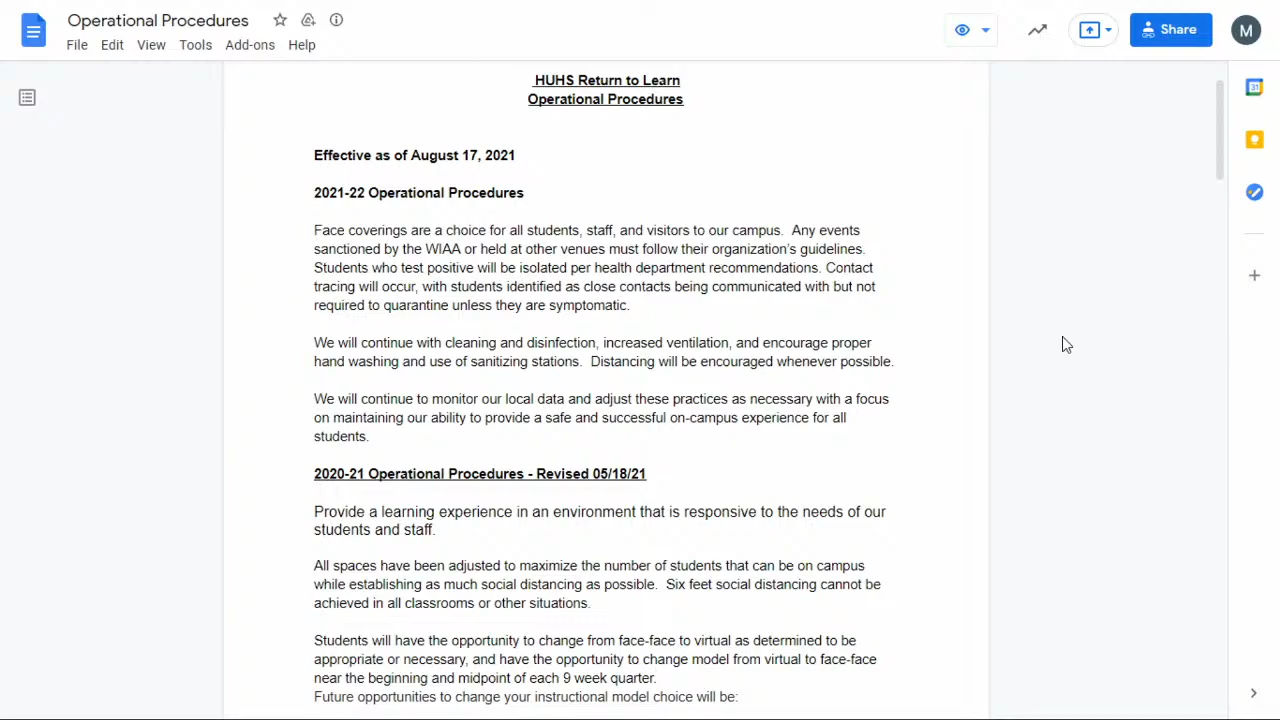 Operational Procedures
File Edit View Tools Add-ons Help
Share
M
31
HUHS Return to Learn
Operational Procedures
Effective as of August 17, 2021
2021-22 Operational Procedures
Face coverings are a choice for all students, staff, and visitors to our campus.  Any events
sanctioned by the WIAA or held at other venues must follow their organization's guidelines.
Students who test positive will be isolated per health department recommendations. Contact
tracing will occur, with students identified as close contacts being communicated with but not
required to quarantine unless they are symptomatic.
We will continue with cleaning and disinfection, increased ventilation, and encourage proper
hand washing and use of sanitizing stations.  Distancing will be encouraged whenever possible.
We will continue to monitor our local data and adjust these practices as necessary with a focus
on maintaining our ability to provide a safe and successful on-campus experience for all
students.
2020-21 Operational Procedures - Revised 05/18/21
Provide a learning experience in an environment that is responsive to the needs of our
students and staff.
All spaces have been adjusted to maximize the number of students that can be on campus
while establishing as much social distancing as possible.  Six feet social distancing cannot be
achieved in all classrooms or other situations.
Students will have the opportunity to change from face-face to virtual as determined to be
appropriate or necessary, and have the opportunity to change model from virtual to face-face
near the beginning and midpoint of each 9 week quarter.
Future opportunities to change your instructional model choice will be: